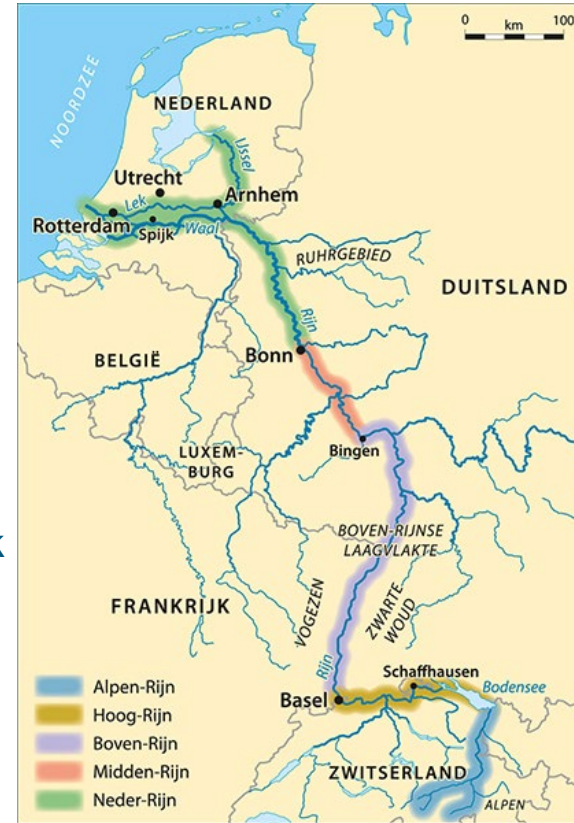 0 km 100
NOORDZEE
NEDERLAND
IJssel
Utrecht
Lek
Arnhem
Rotterdam
Spijk
Waal
RUHRGEBIED
DUITSLAND
Rijn
Bonn
BELGIË
Bingen
LUXEM-
BURG
BOVEN-RIJNSE
LAAGVLAKTE
FRANKRIJK
VOGEZEN
ZWARTE
WOUD
Rijn
Schaffhausen
Bodensee
Basel
ZWITSERLAND
ALPEN
Alpen-Rijn
Hoog-Rijn
Boven-Rijn
Midden-Rijn
Neder-Rijn